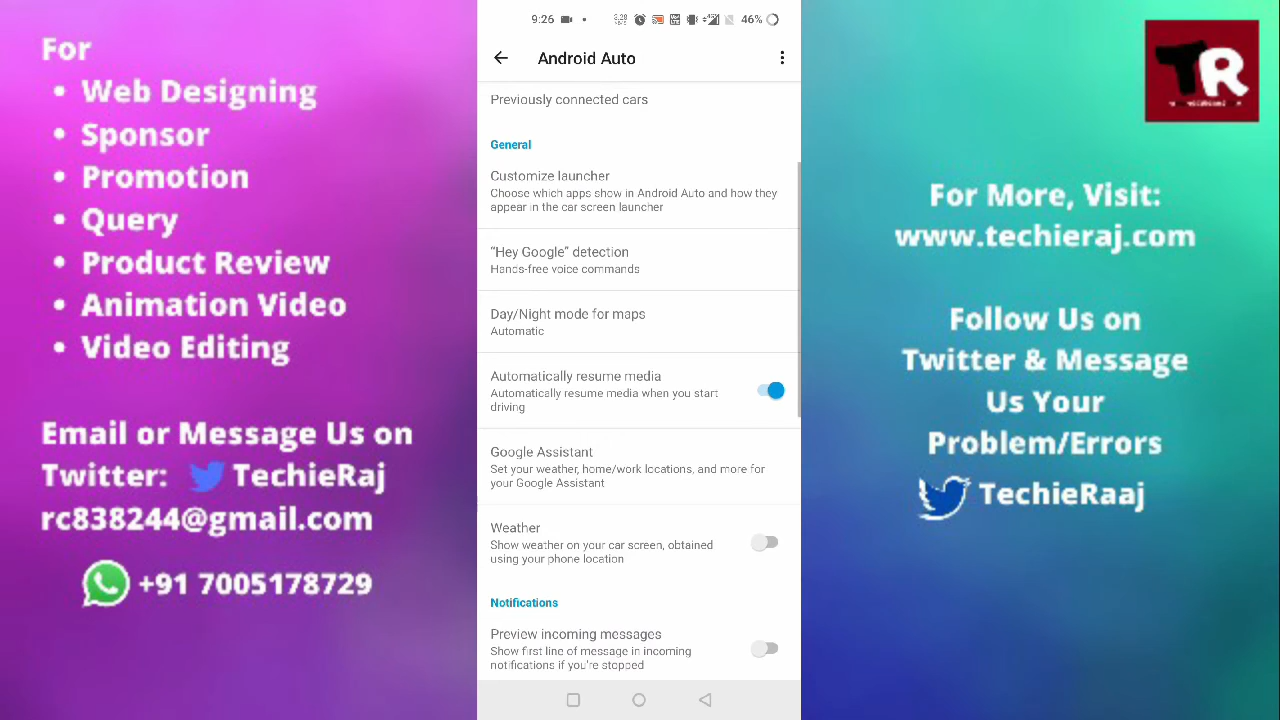 For
• Web Designing
• Sponsor
• Promotion
• Query
• Product Review
• Animation Video
• Video Editing
Email or Message Us on
Twitter: TechieRaj
rc838244@gmail.com
+91 7005178729
9:26
46%
Android Auto
Previously connected cars
General
Customize launcher
Choose which apps show in Android Auto and how they
appear in the car screen launcher
“Hey Google” detection
Hands-free voice commands
Day/Night mode for maps
Automatic
Automatically resume media
Automatically resume media when you start
driving
Google Assistant
Set your weather, home/work locations, and more for
your Google Assistant
Weather
Show weather on your car screen, obtained
using your phone location
Notifications
Preview incoming messages
Show first line of message in incoming
notifications if you're stopped
TR
For More, Visit:
www.techieraj.com
Follow Us on
Twitter & Message
Us Your
Problem/Errors
TechieRaaj